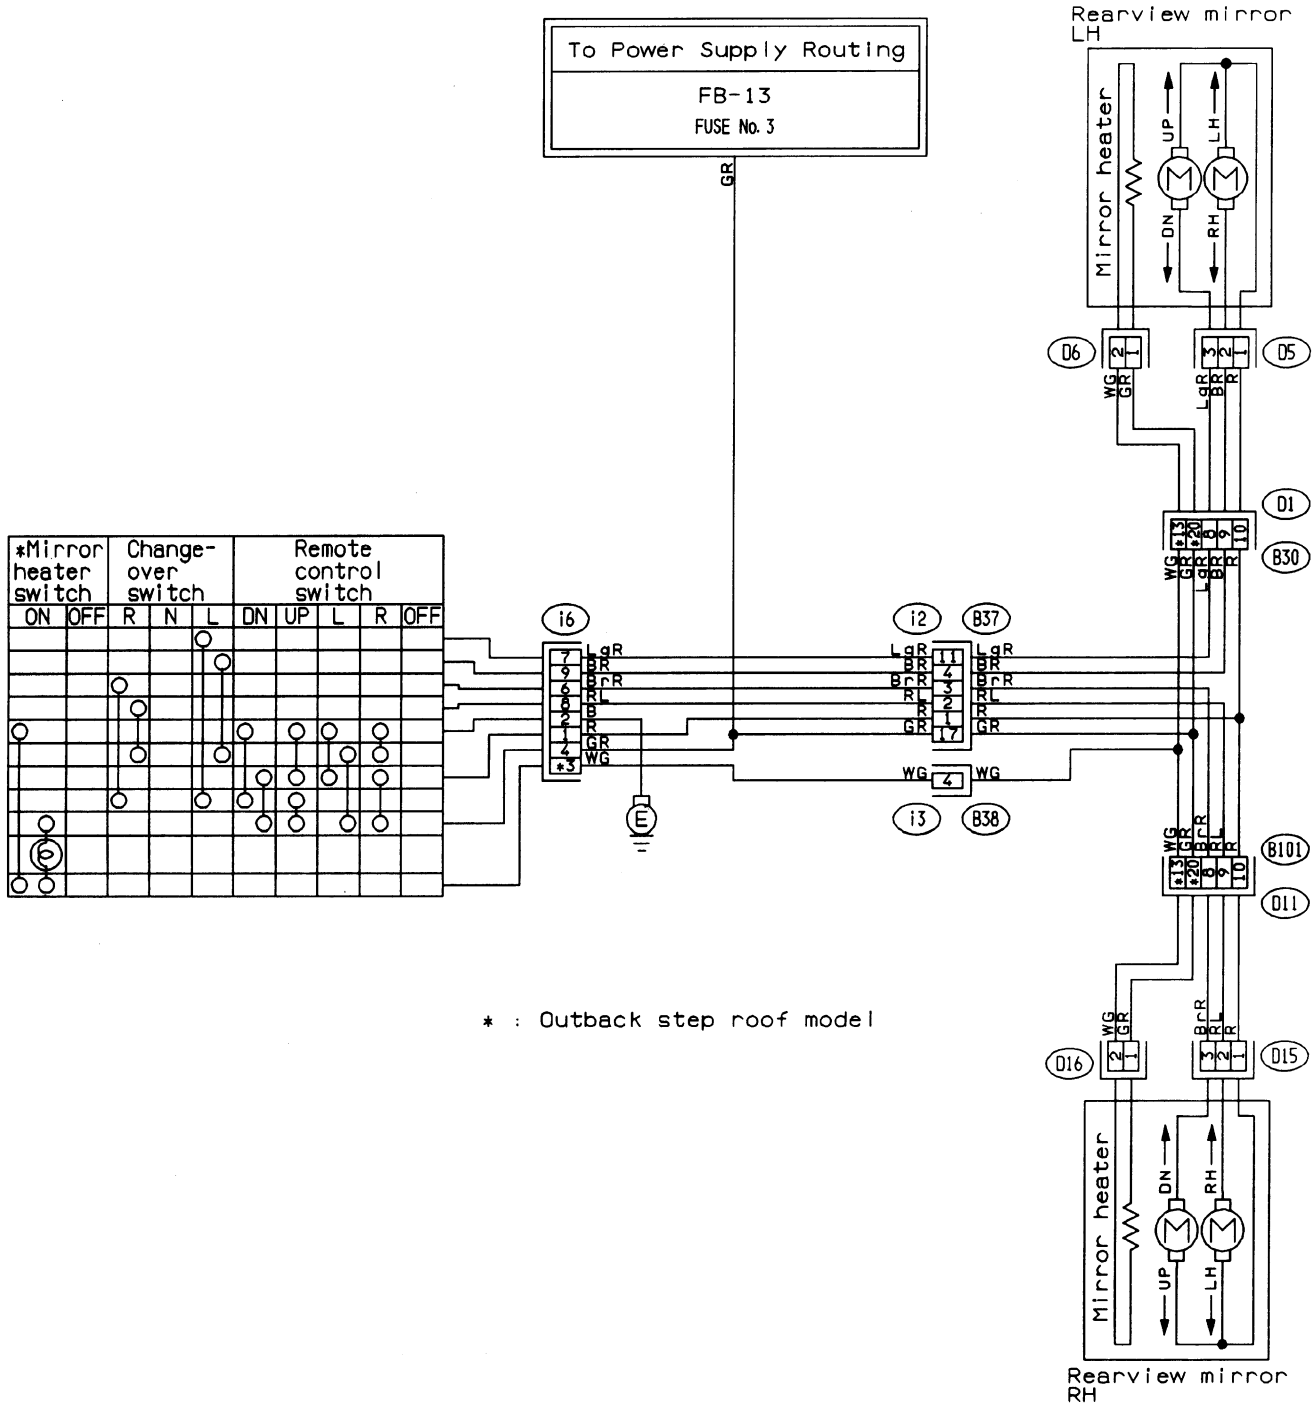 Rearview mirror
LH
To Power Supply Routing
FB-13
FUSE No. 3
GR
Mirror heater
UP
LH
DN
RH
D6
2 1
3 2 1
D5
WG
GR
LgR
BR
R
D1
*13 *20 8 9 10
B30
WG
GR
LgR
BR
R
*Mirror heater switch
Change-over switch
Remote control switch
ON OFF R N L DN UP L R OFF
i6
i2
B37
7 LgR LgR 11 LgR
9 BR BR 4 BR
6 BrR BrR 3 BrR
8 RL RL 2 RL
2 B R 1 R
1 R GR 17 GR
4 GR
*3 WG WG 4 WG
E
i3
B38
WG
GR
BrR
RL
R
B101
*13 *20 8 9 10
D11
* : Outback step roof model
WG
GR
BrR
RL
R
D16
2 1
3 2 1
D15
Mirror heater
DN
RH
UP
LH
Rearview mirror
RH